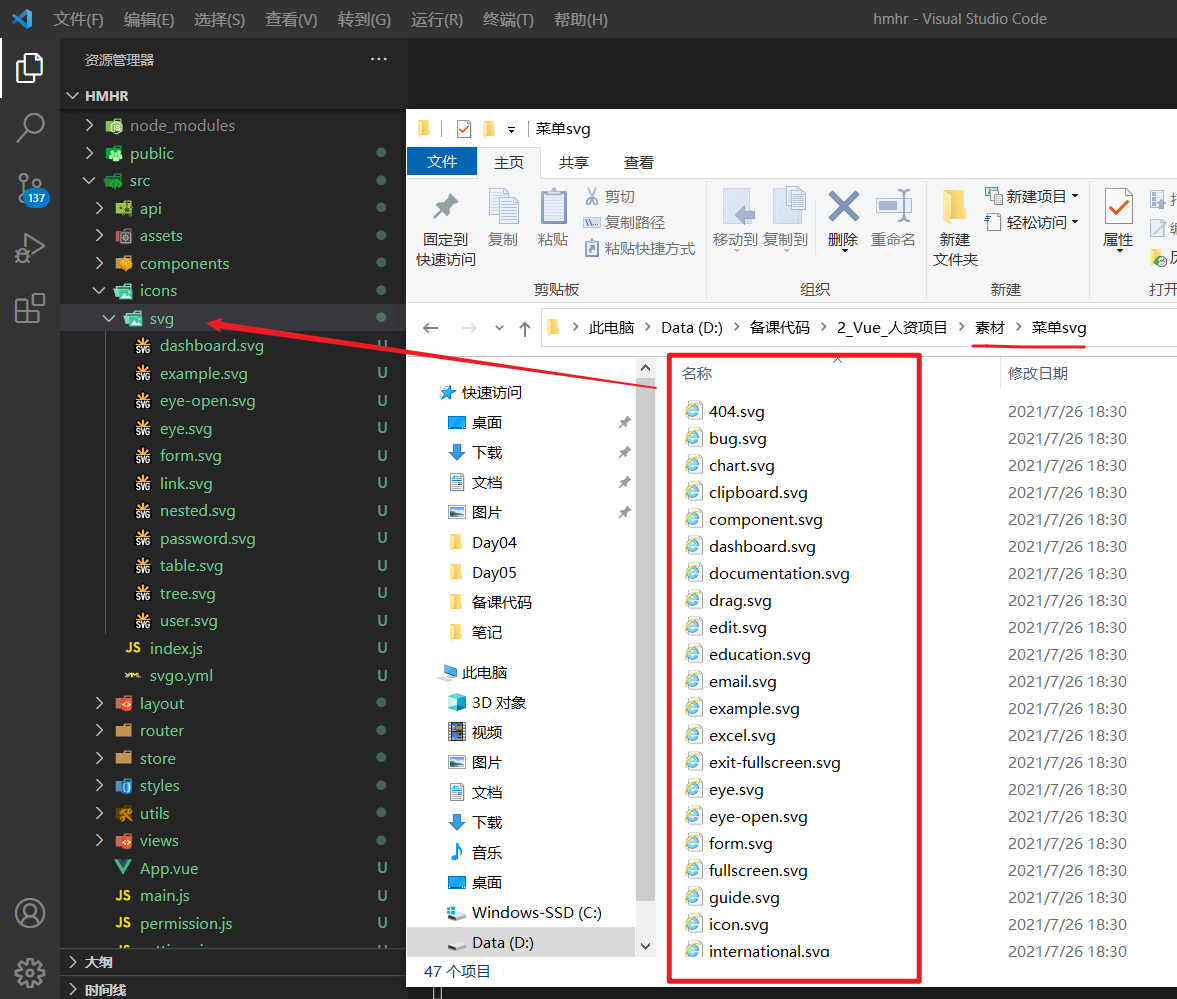 文件(F) 编辑(E) 选择(S) 查看(V) 转到(G) 运行(R) 终端(T) 帮助(H) hmhr - Visual Studio Code
资源管理器
HMHR
node_modules
public
src
137
api
assets
components
icons
svg
dashboard.svg U
example.svg U
eye-open.svg U
eye.svg U
form.svg U
link.svg U
nested.svg U
password.svg U
table.svg U
tree.svg U
user.svg U
JS index.js U
svgo.yml U
layout
router
store
styles
utils
views
App.vue U
JS main.js U
JS permission.js U
大纲
时间线
菜单svg
文件 主页 共享 查看
固定到
快速访问
复制
粘贴
剪切
复制路径
粘贴快捷方式
剪贴板
移动到
复制到
删除
重命名
组织
新建
文件夹
新建项目
轻松访问
新建
属性
打开
此电脑 Data (D:) 备课代码 2_Vue_人资项目 素材 菜单svg
快速访问
桌面
下载
文档
图片
Day04
Day05
备课代码
笔记
此电脑
3D 对象
视频
图片
文档
下载
音乐
桌面
Windows-SSD (C:)
Data (D:)
47 个项目
名称 修改日期
404.svg 2021/7/26 18:30
bug.svg 2021/7/26 18:30
chart.svg 2021/7/26 18:30
clipboard.svg 2021/7/26 18:30
component.svg 2021/7/26 18:30
dashboard.svg 2021/7/26 18:30
documentation.svg 2021/7/26 18:30
drag.svg 2021/7/26 18:30
edit.svg 2021/7/26 18:30
education.svg 2021/7/26 18:30
email.svg 2021/7/26 18:30
example.svg 2021/7/26 18:30
excel.svg 2021/7/26 18:30
exit-fullscreen.svg 2021/7/26 18:30
eye.svg 2021/7/26 18:30
eye-open.svg 2021/7/26 18:30
form.svg 2021/7/26 18:30
fullscreen.svg 2021/7/26 18:30
guide.svg 2021/7/26 18:30
icon.svg 2021/7/26 18:30
international.svg 2021/7/26 18:30